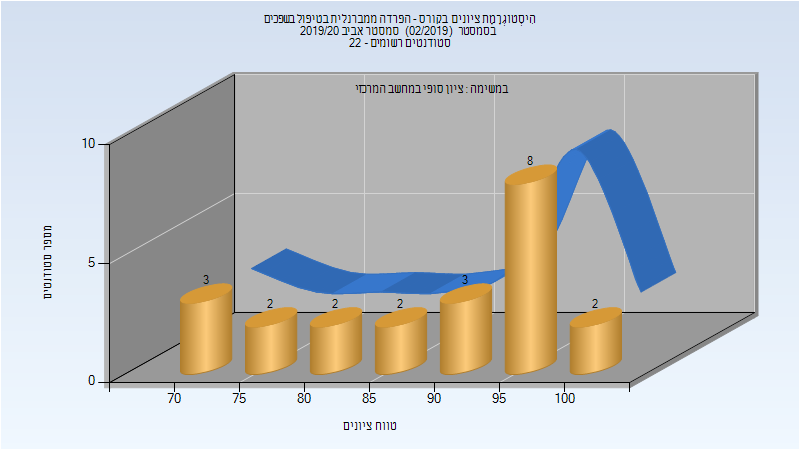 היסטוגרמת ציונים בקורס - הפרדה ממברנלית בטיפול בשפכים
בסמסטר (02/2019) סמסטר אביב 2019/20
סטודנטים רשומים - 22
במשימה : ציון סופי במחשב המרכזי
10
5
0
מספר סטודנטים
3
2
2
2
3
8
2
70
75
80
85
90
95
100
טווח ציונים